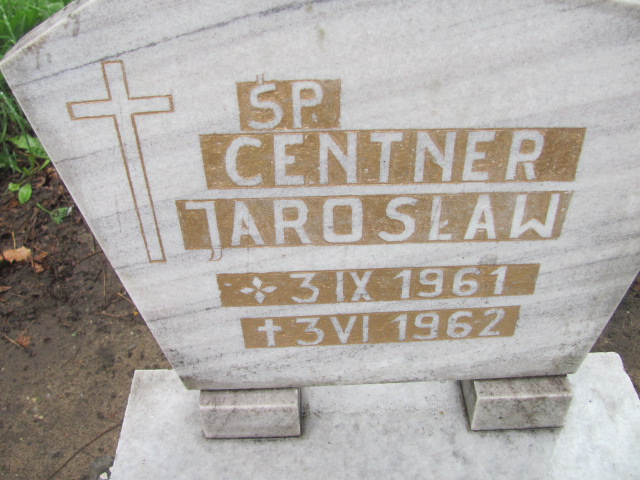 ŚP.
CENTNER
JAROSŁAW
3 IX 1961
3 VI 1962